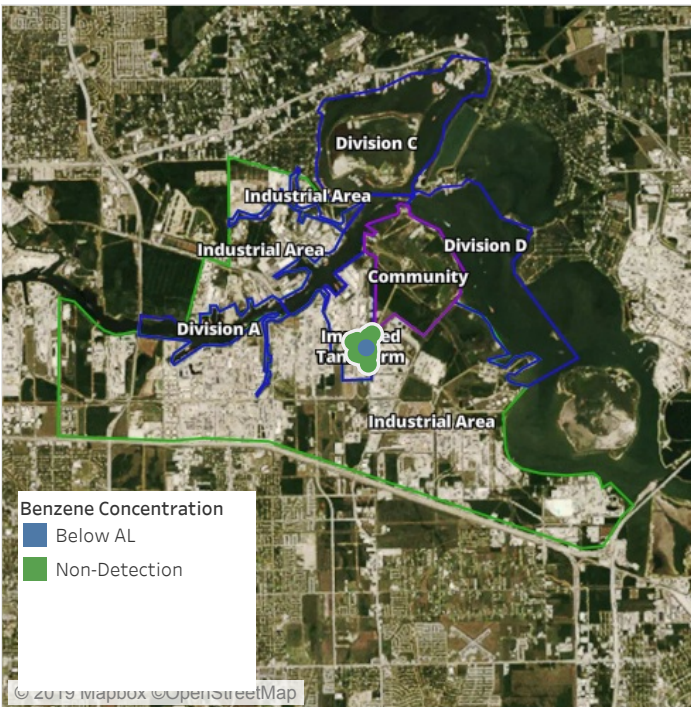 Division C
Industrial Area
Division D
Industrial Area
Community
Division A
Industrial Area
Benzene Concentration
Below AL
Non-Detection
© 2019 Mapbox ©OpenStreetMap